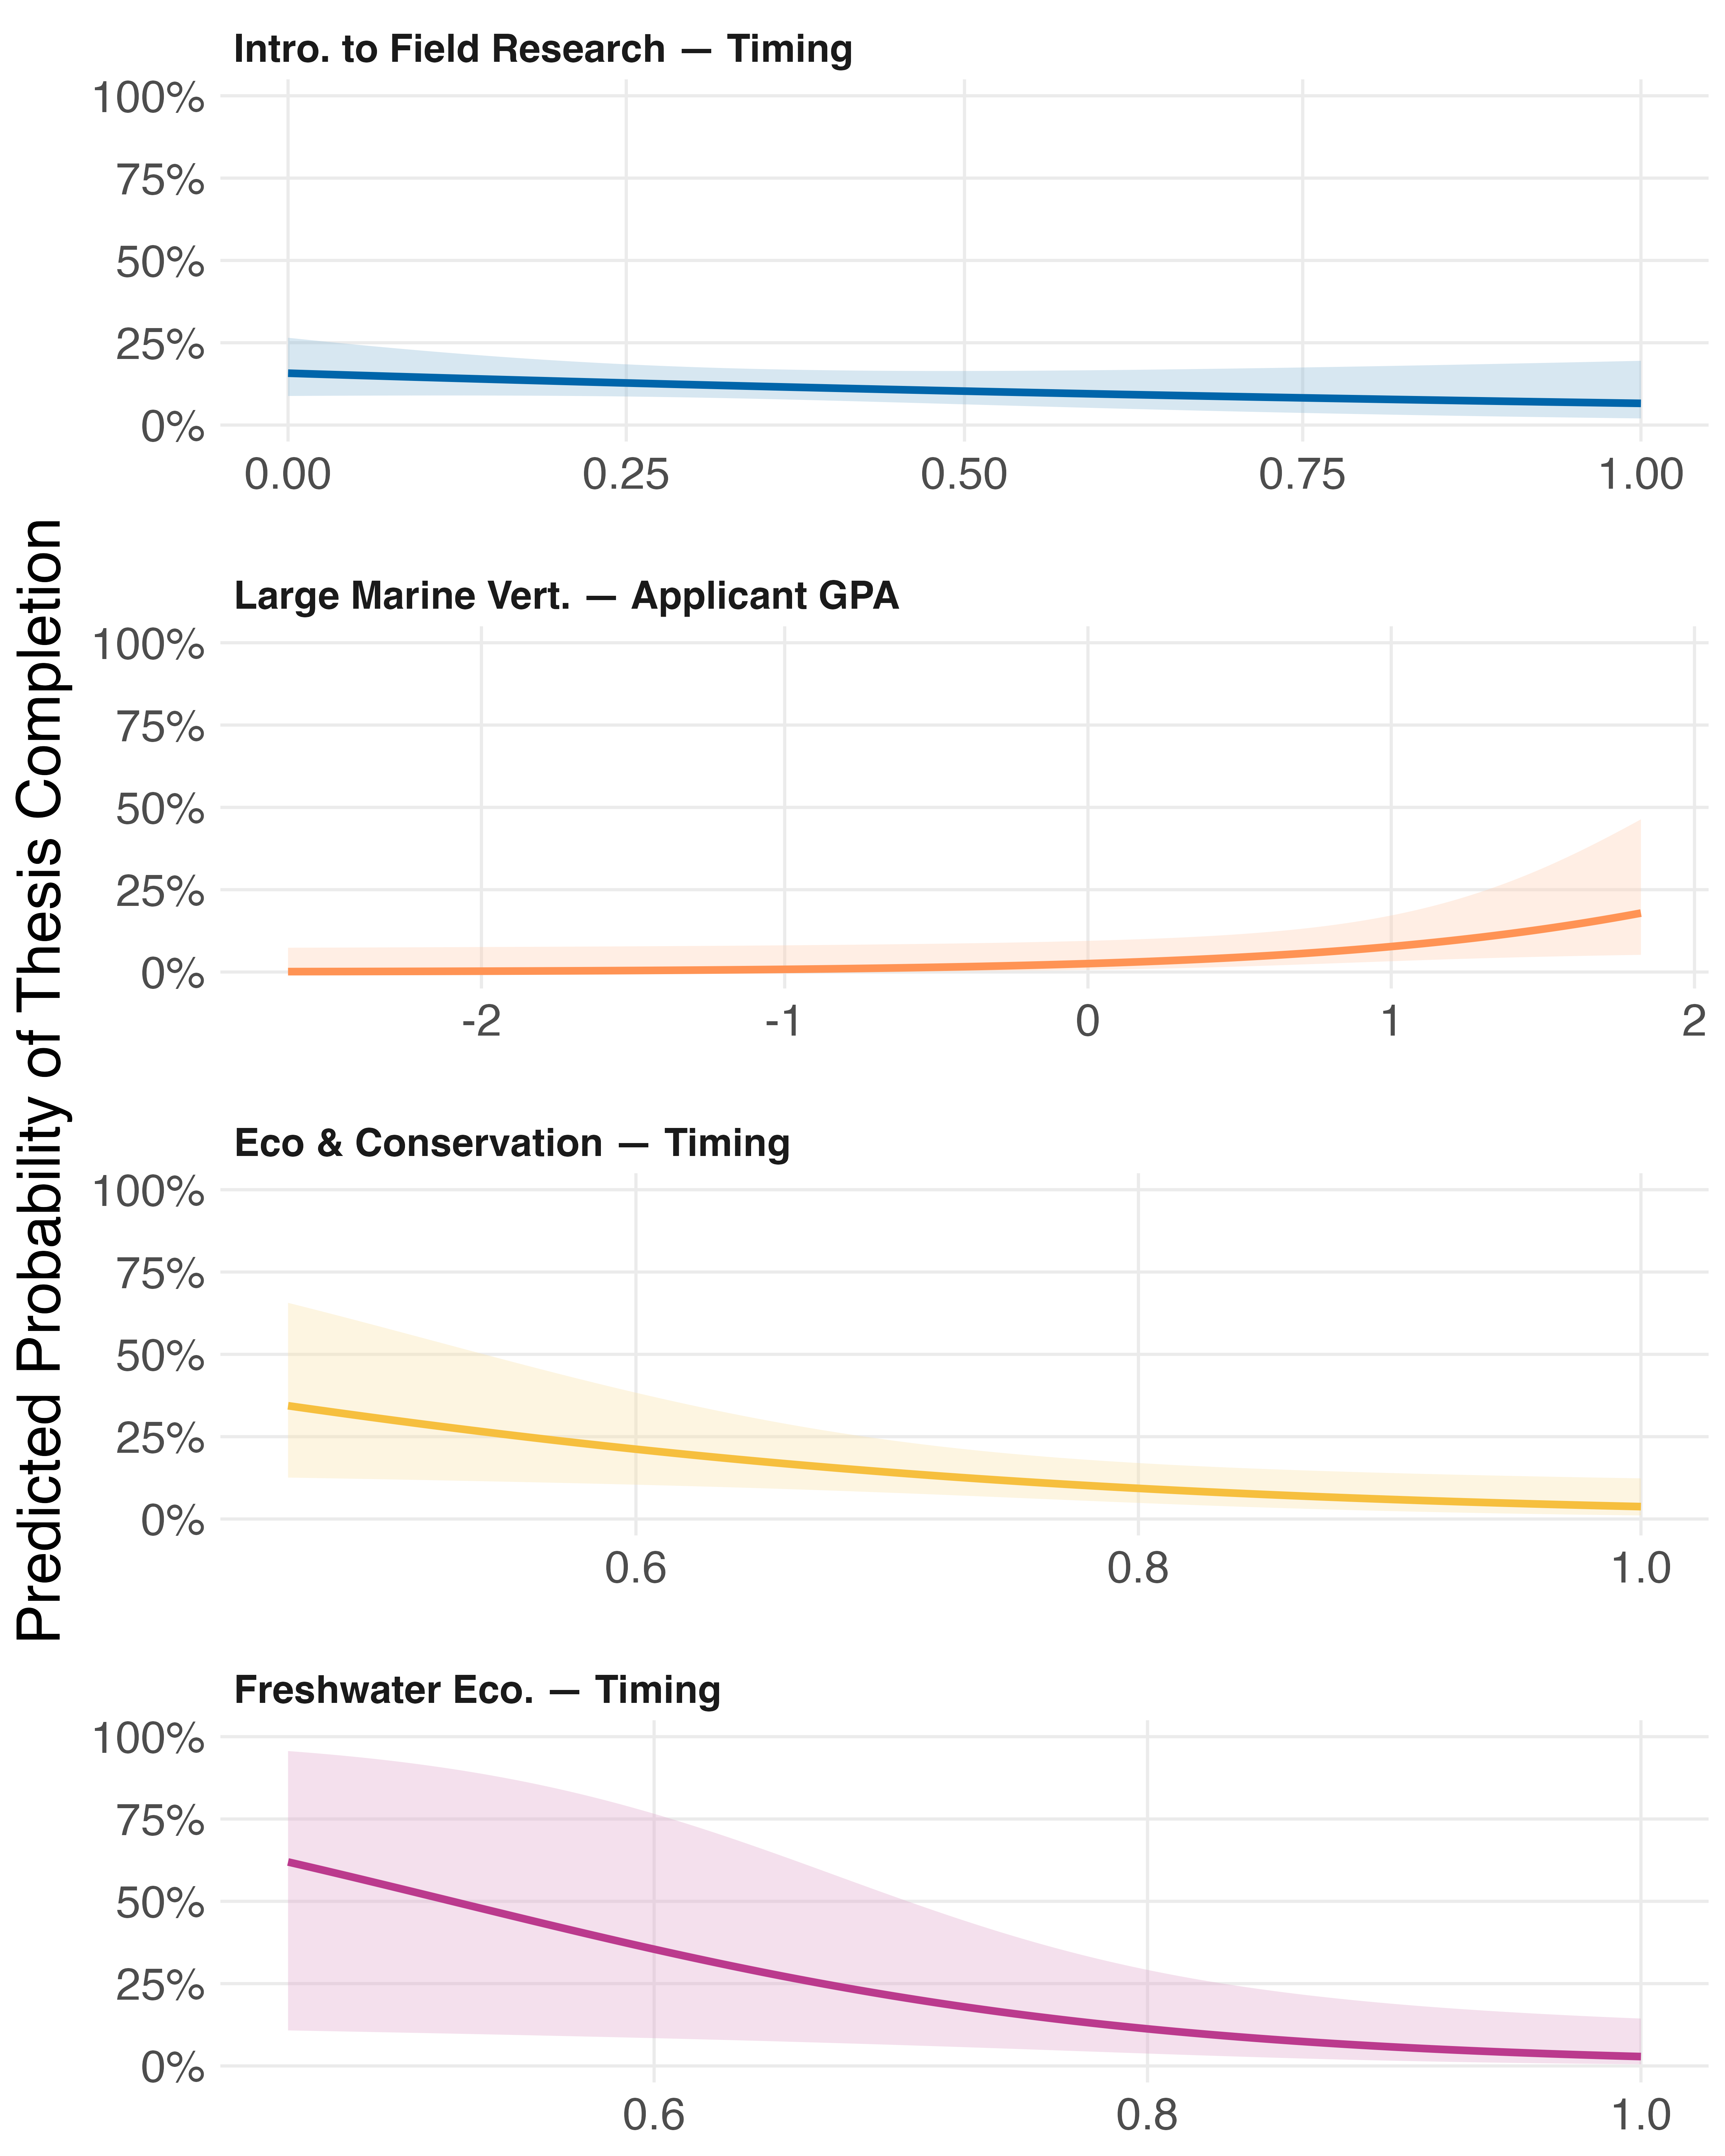 Predicted Probability of Thesis Completion
Intro. to Field Research — Timing
100%
75%
50%
25%
0%
0.00 0.25 0.50 0.75 1.00
Large Marine Vert. — Applicant GPA
100%
75%
50%
25%
0%
-2 -1 0 1 2
Eco & Conservation — Timing
100%
75%
50%
25%
0%
0.6 0.8 1.0
Freshwater Eco. — Timing
100%
75%
50%
25%
0%
0.6 0.8 1.0